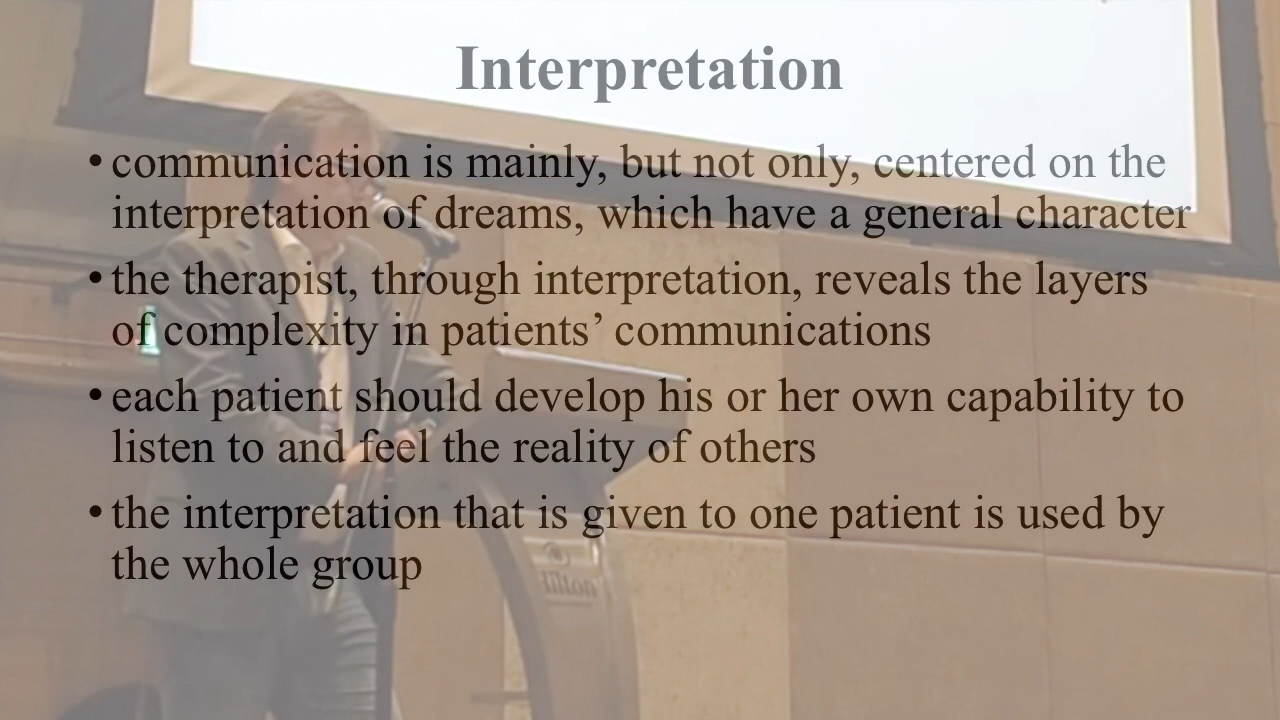 Interpretation
• communication is mainly, but not only, centered on the
interpretation of dreams, which have a general character
• the therapist, through interpretation, reveals the layers
of complexity in patients’ communications
• each patient should develop his or her own capability to
listen to and feel the reality of others
• the interpretation that is given to one patient is used by
the whole group
Hilton